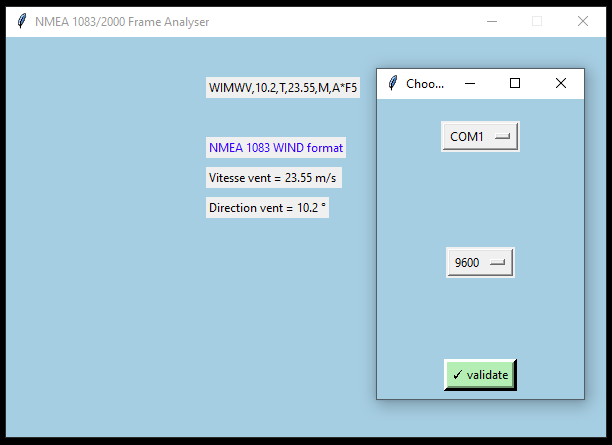 NMEA 1083/2000 Frame Analyser
WIMWV,10.2,T,23.55,M,A*F5
NMEA 1083 WIND format
Vitesse vent = 23.55 m/s
Direction vent = 10.2 °
Choo...
COM1
9600
✓ validate